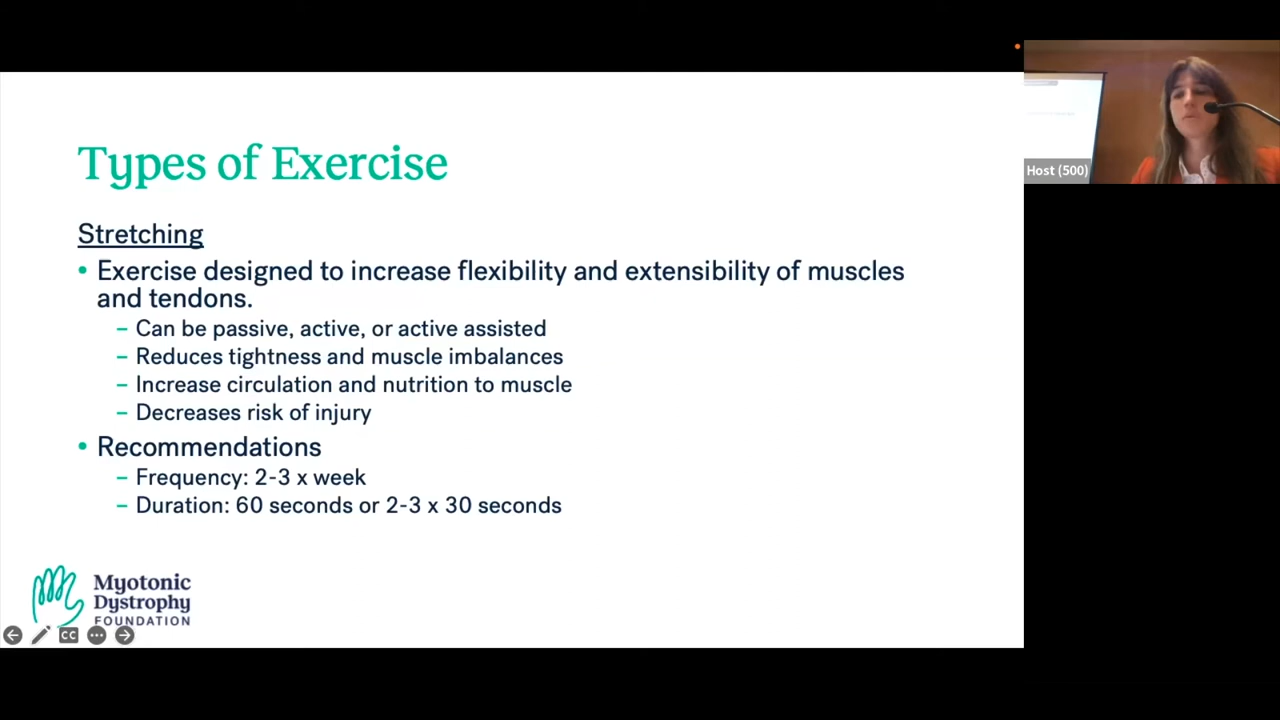 Types of Exercise
Stretching
• Exercise designed to increase flexibility and extensibility of muscles
and tendons.
– Can be passive, active, or active assisted
– Reduces tightness and muscle imbalances
– Increase circulation and nutrition to muscle
– Decreases risk of injury
• Recommendations
– Frequency: 2-3 x week
– Duration: 60 seconds or 2-3 x 30 seconds
Myotonic
Dystrophy
FOUNDATION
CC
Host (500)